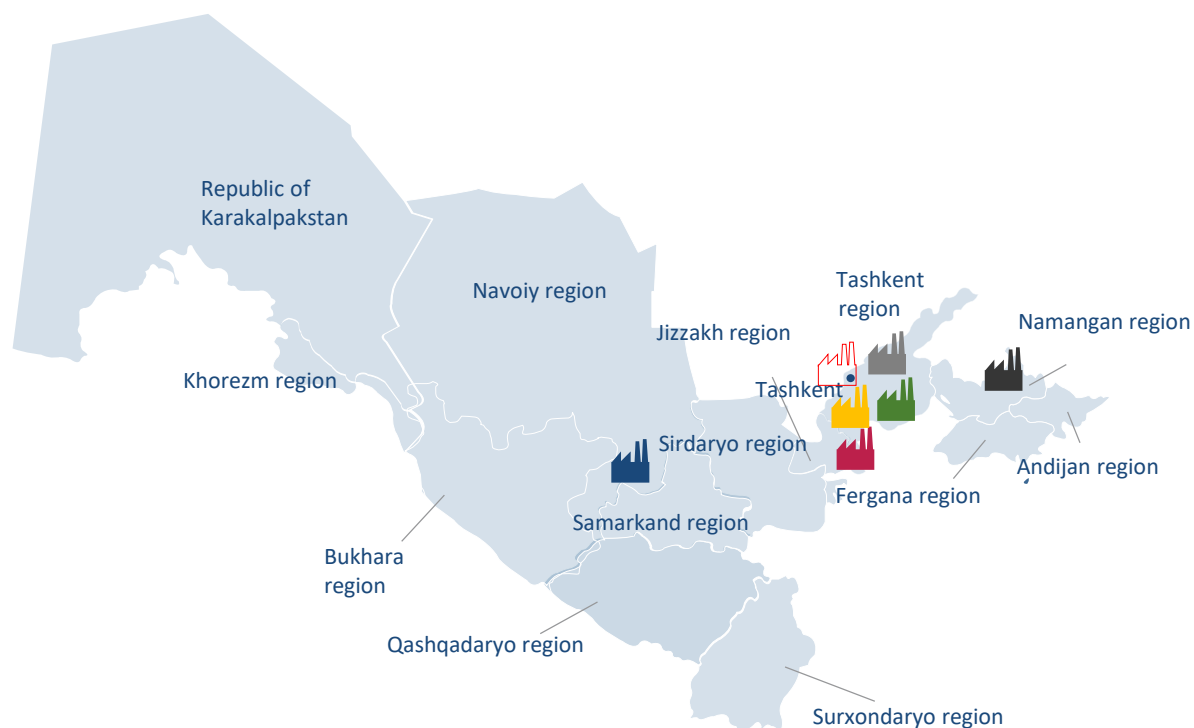 Republic of
Karakalpakstan
Navoiy region
Tashkent
region
Namangan region
Jizzakh region
Khorezm region
Tashkent
Sirdaryo region
Andijan region
Fergana region
Samarkand region
Bukhara
region
Qashqadaryo region
Surxondaryo region